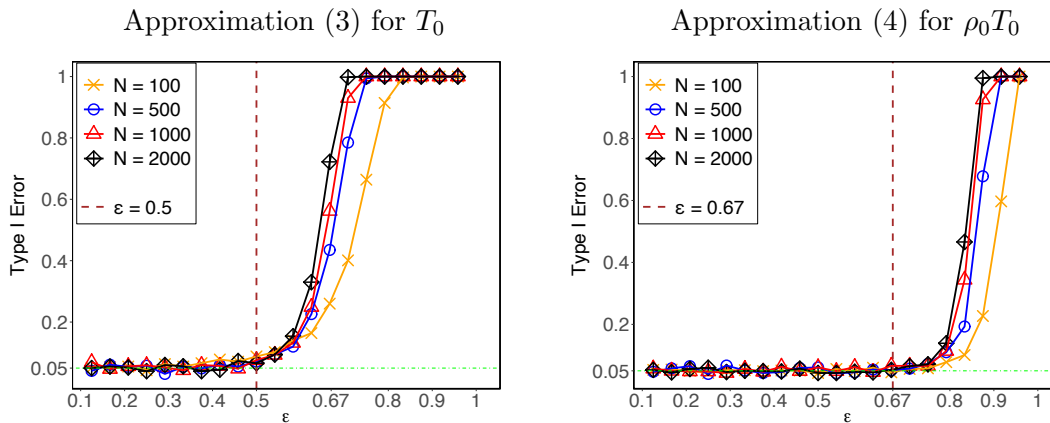 Approximation (3) for T₀
Type I Error
1
0.8
0.6
0.4
0.2
0.05
N = 100
N = 500
N = 1000
N = 2000
ε = 0.5
0.1 0.2 0.3 0.4 0.5 0.67 0.8 0.9 1
ε
Approximation (4) for ρ₀T₀
Type I Error
1
0.8
0.6
0.4
0.2
0.05
N = 100
N = 500
N = 1000
N = 2000
ε = 0.67
0.1 0.2 0.3 0.4 0.5 0.67 0.8 0.9 1
ε